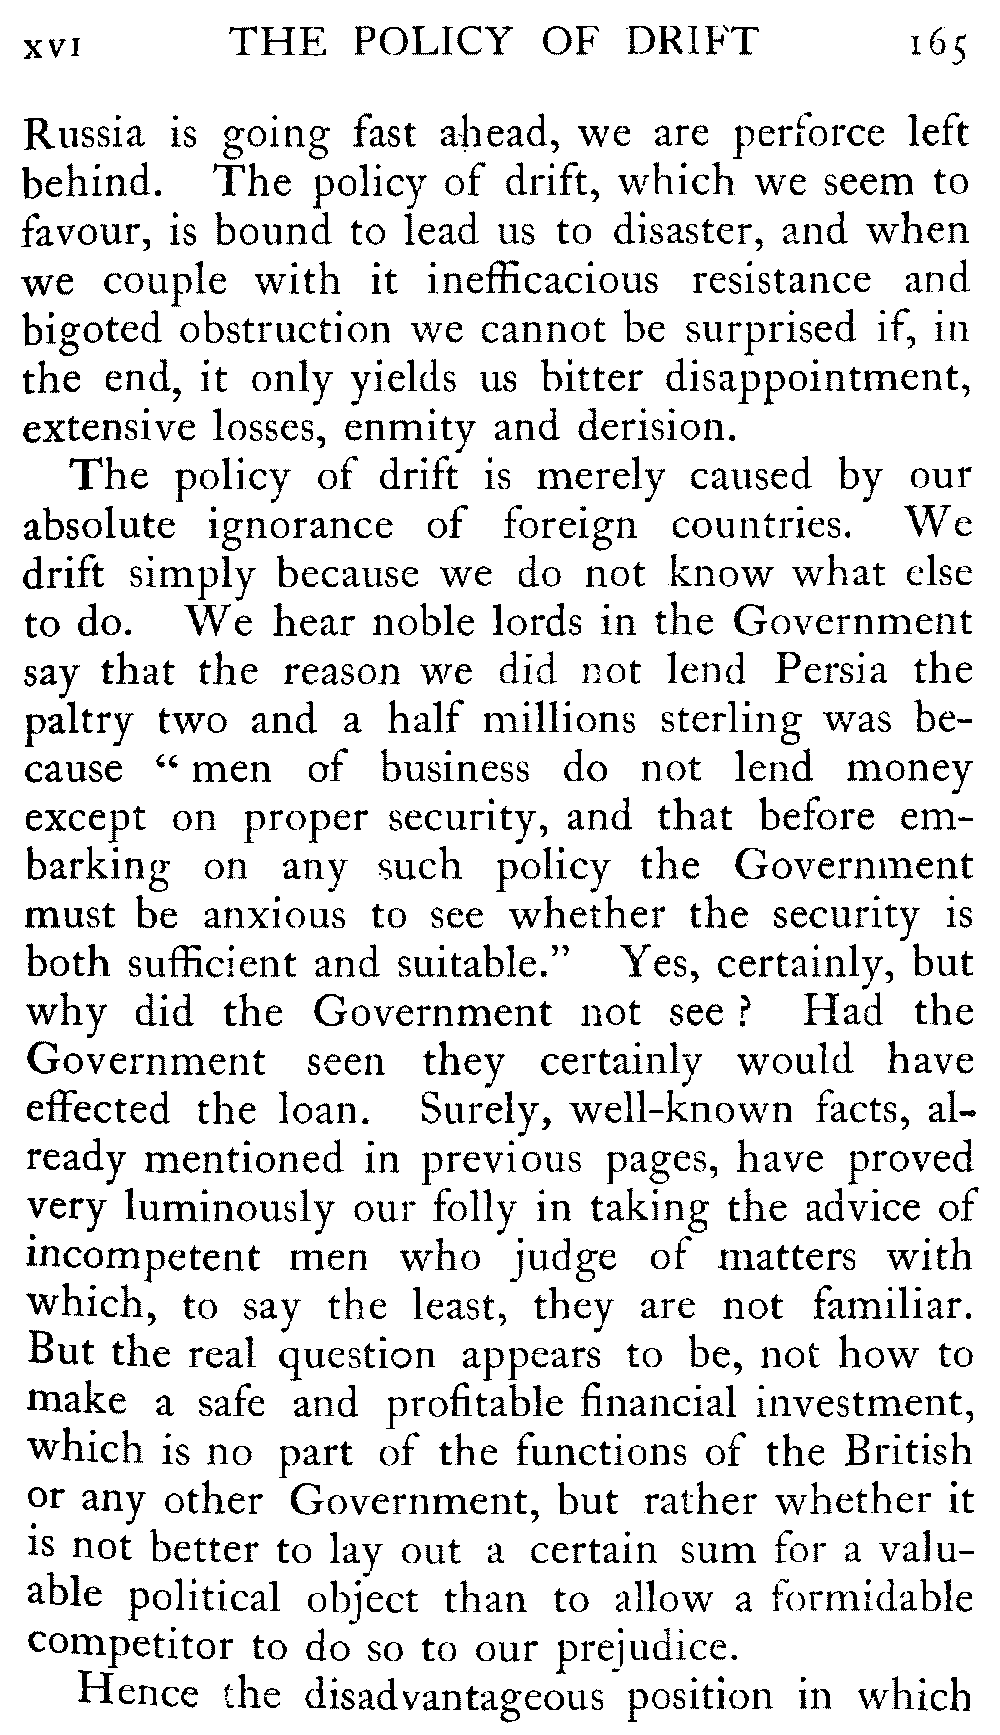 XVI THE POLICY OF DRIFT 165
Russia is going fast ahead, we are perforce left
behind. The policy of drift, which we seem to
favour, is bound to lead us to disaster, and when
we couple with it inefficacious resistance and
bigoted obstruction we cannot be surprised if, in
the end, it only yields us bitter disappointment,
extensive losses, enmity and derision.
The policy of drift is merely caused by our
absolute ignorance of foreign countries. We
drift simply because we do not know what else
to do. We hear noble lords in the Government
say that the reason we did not lend Persia the
paltry two and a half millions sterling was be-
cause “ men of business do not lend money
except on proper security, and that before em-
barking on any such policy the Government
must be anxious to see whether the security is
both sufficient and suitable.” Yes, certainly, but
why did the Government not see ? Had the
Government seen they certainly would have
effected the loan. Surely, well-known facts, al-
ready mentioned in previous pages, have proved
very luminously our folly in taking the advice of
incompetent men who judge of matters with
which, to say the least, they are not familiar.
But the real question appears to be, not how to
make a safe and profitable financial investment,
which is no part of the functions of the British
or any other Government, but rather whether it
is not better to lay out a certain sum for a valu-
able political object than to allow a formidable
competitor to do so to our prejudice.
Hence the disadvantageous position in which